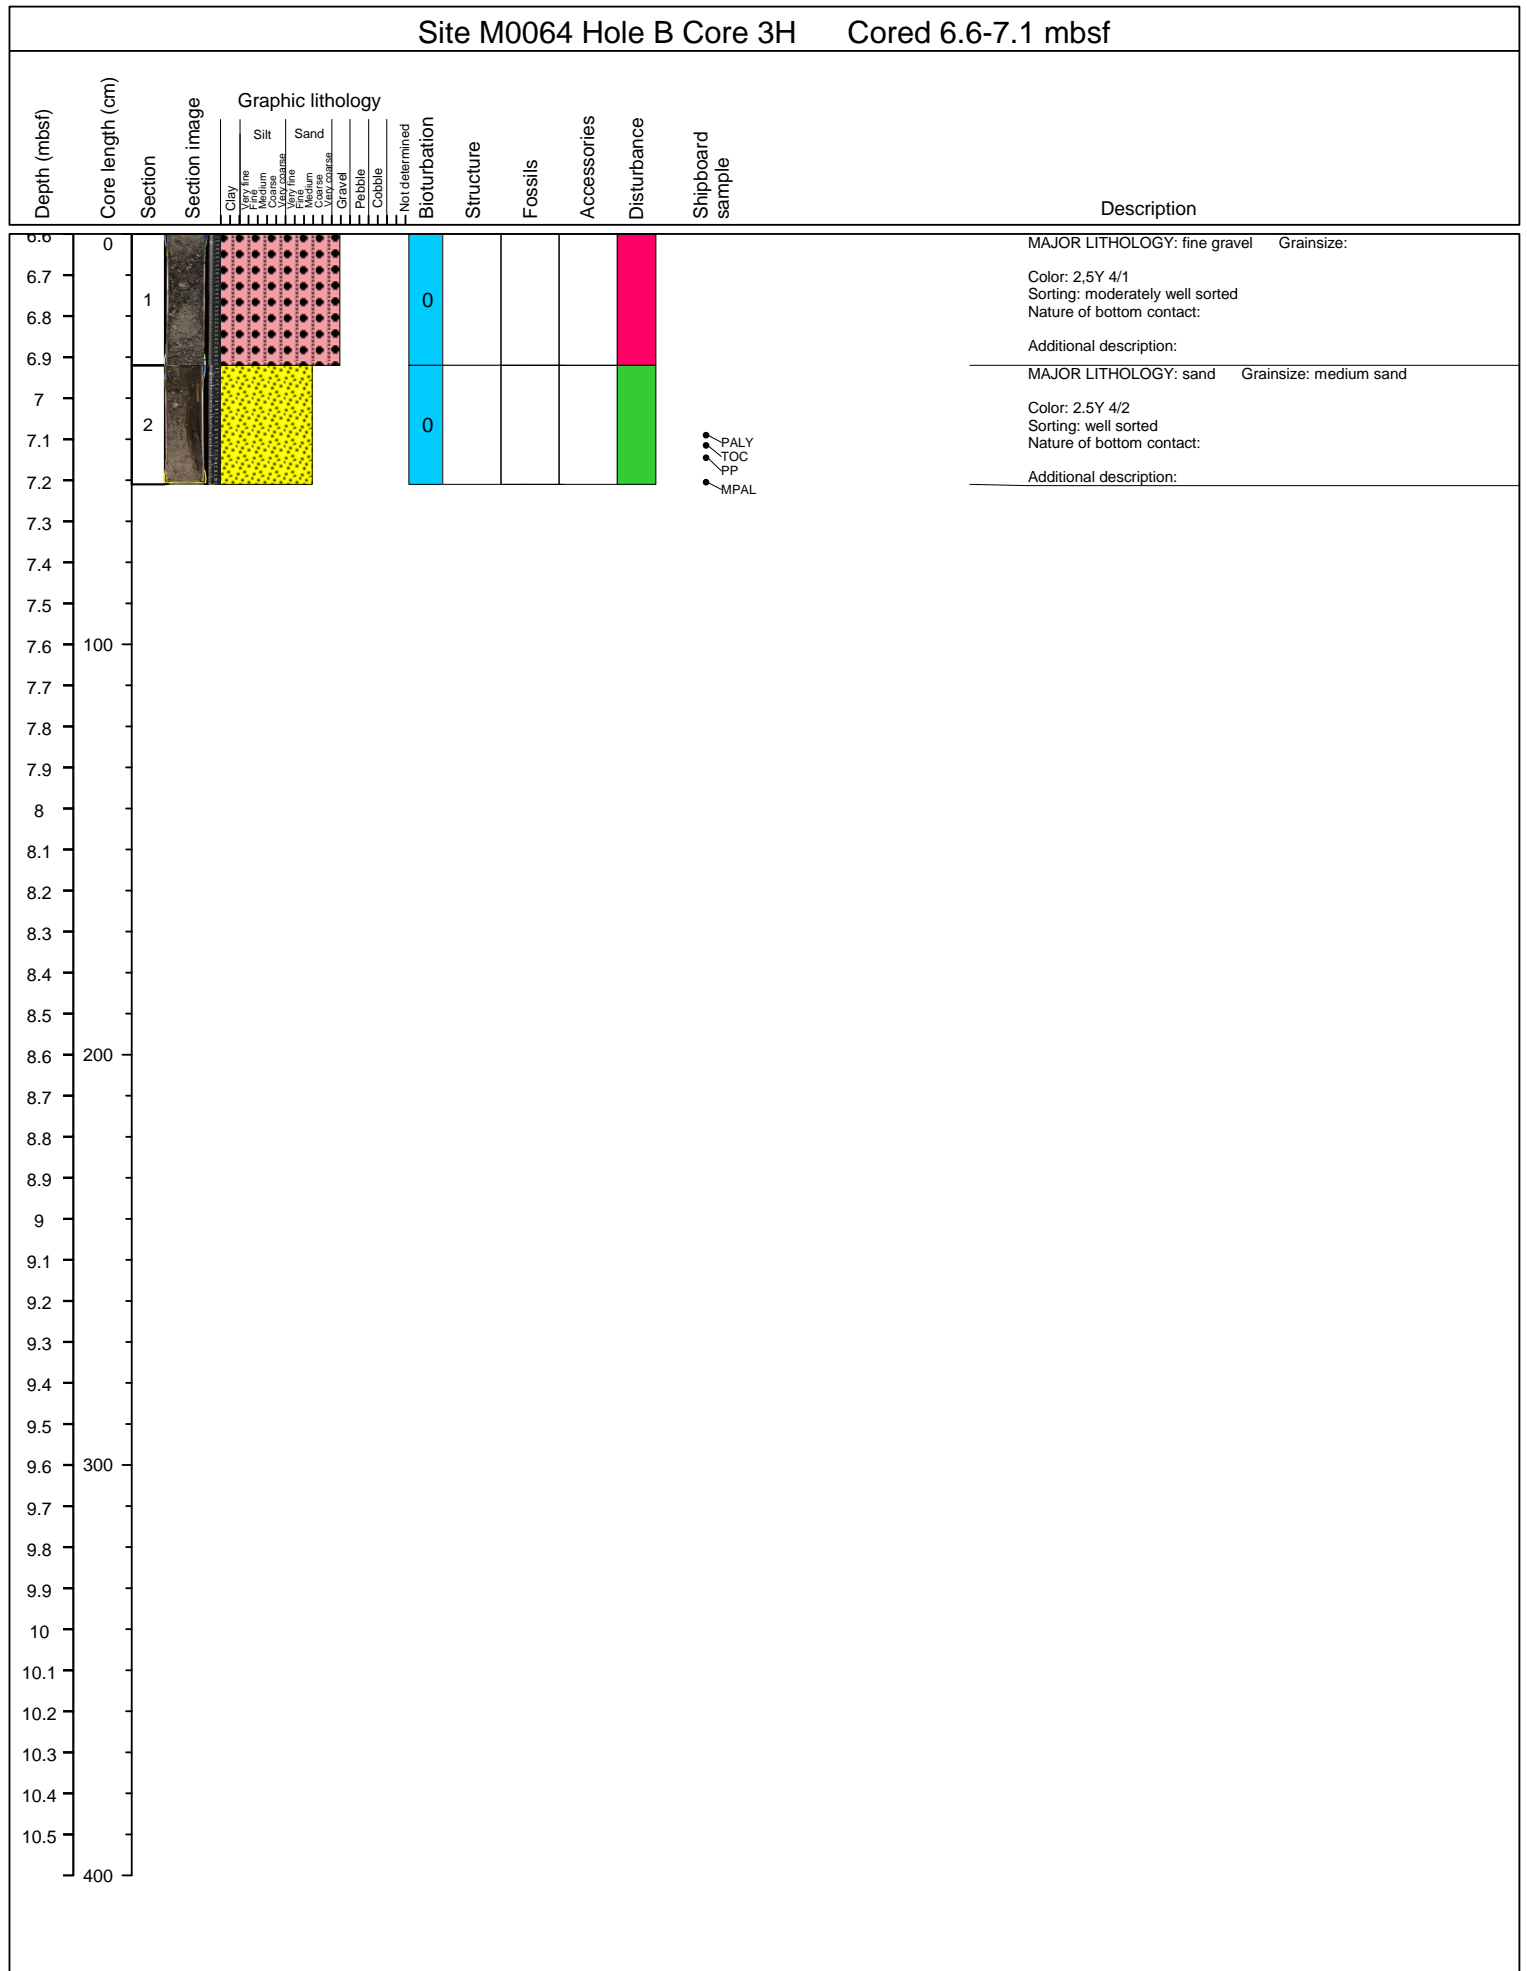 Site M0064 Hole B Core 3H Cored 6.6-7.1 mbsf
Depth (mbsf)
Core length (cm)
Section
Section image
Graphic lithology
Silt
Sand
Clay
Very fine
Fine
Medium
Coarse
Very coarse
Very fine
Fine
Medium
Coarse
Very coarse
Gravel
Pebble
Cobble
Not determined
Bioturbation
Structure
Fossils
Accessories
Disturbance
Shipboard
sample
Description
6.6
0
6.7
6.8
6.9
7
7.1
7.2
7.3
7.4
7.5
7.6
100
7.7
7.8
7.9
8
8.1
8.2
8.3
8.4
8.5
8.6
200
8.7
8.8
8.9
9
9.1
9.2
9.3
9.4
9.5
9.6
300
9.7
9.8
9.9
10
10.1
10.2
10.3
10.4
10.5
400
1
2
0
0
PALY
TOC
PP
MPAL
MAJOR LITHOLOGY: fine gravel Grainsize:
Color: 2,5Y 4/1
Sorting: moderately well sorted
Nature of bottom contact:
Additional description:
MAJOR LITHOLOGY: sand Grainsize: medium sand
Color: 2.5Y 4/2
Sorting: well sorted
Nature of bottom contact:
Additional description: